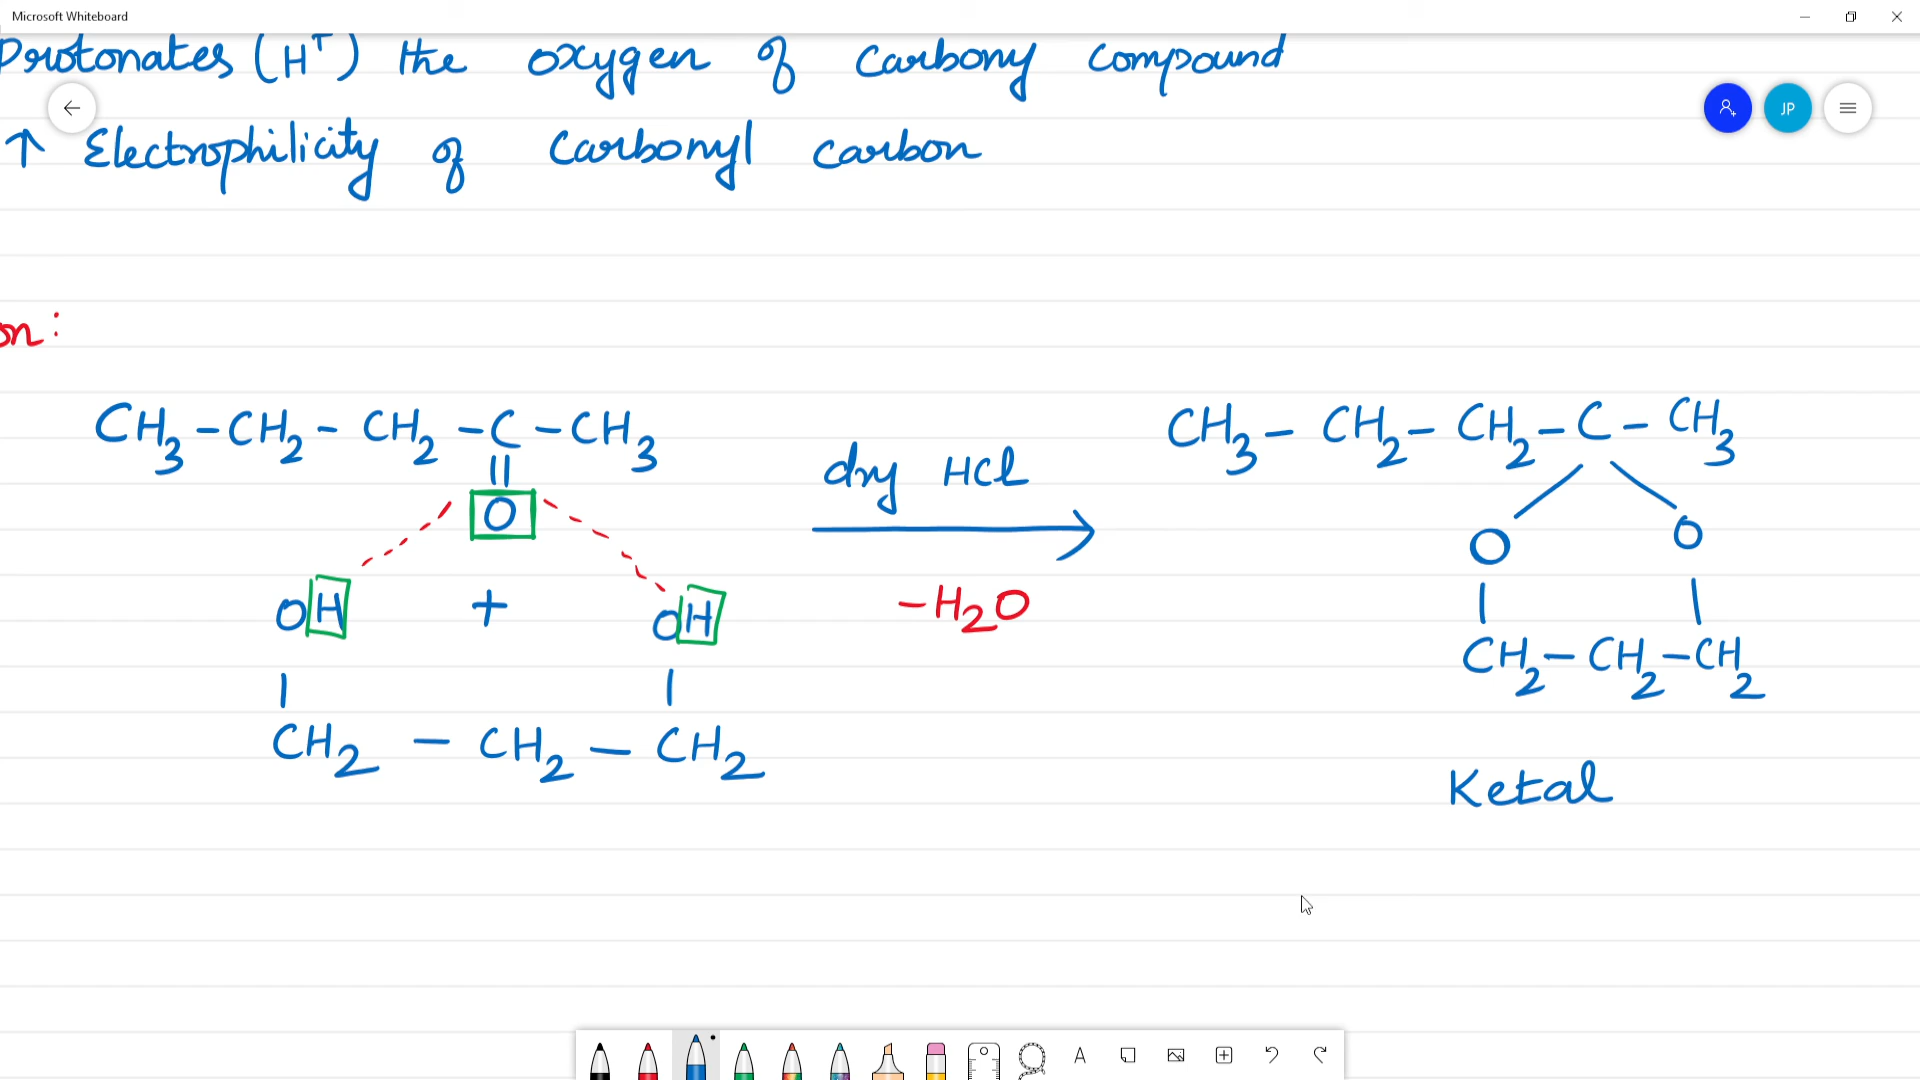 Microsoft Whiteboard
Protonates (H⁺) the oxygen of carbony compound
JP
↑ Electrophilicity of Carbonyl carbon
on :
CH₃-CH₂-CH₂-C-CH₃
||
O
dry HCl
-H₂O
OH + OH
| |
CH₂ - CH₂ - CH₂
CH₃-CH₂-CH₂-C-CH₃
O O
| |
CH₂-CH₂-CH₂
Ketal
A